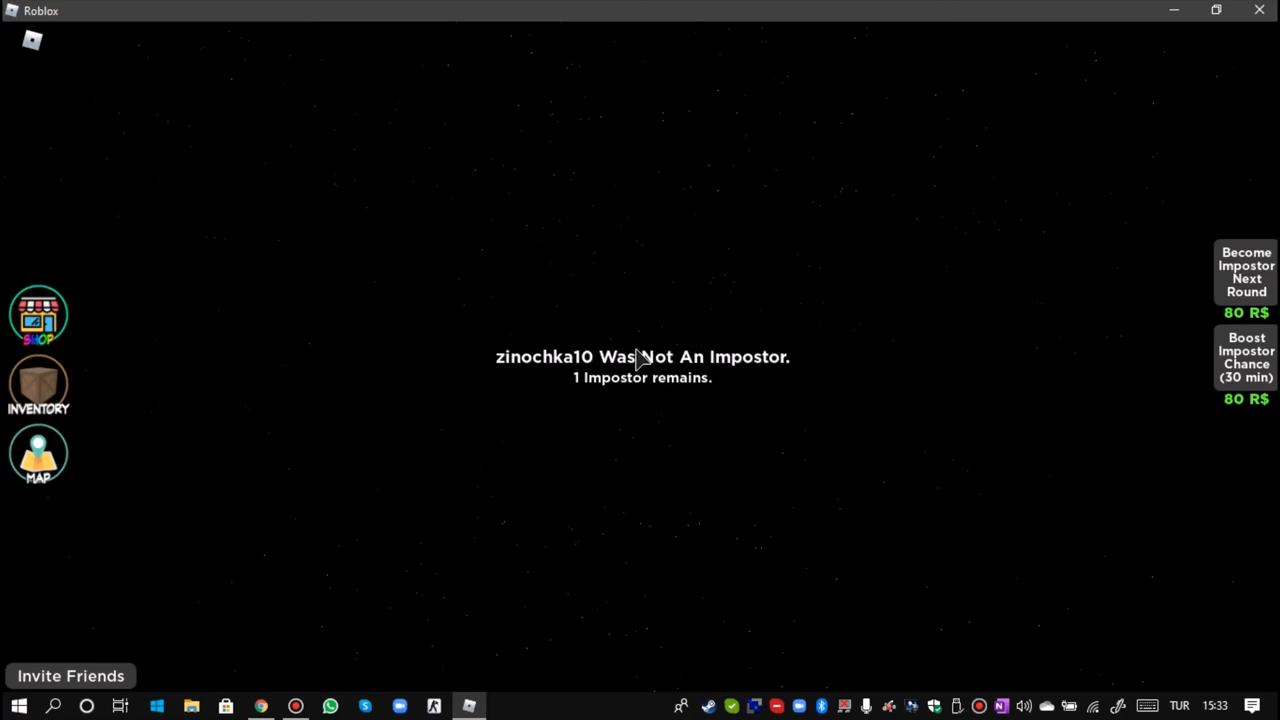 Roblox
zinochka10 Was Not An Impostor.
1 Impostor remains.
SHOP
INVENTORY
MAP
Become
Impostor
Next
Round
80 R$
Boost
Impostor
Chance
(30 min)
80 R$
Invite Friends
TUR
15:33